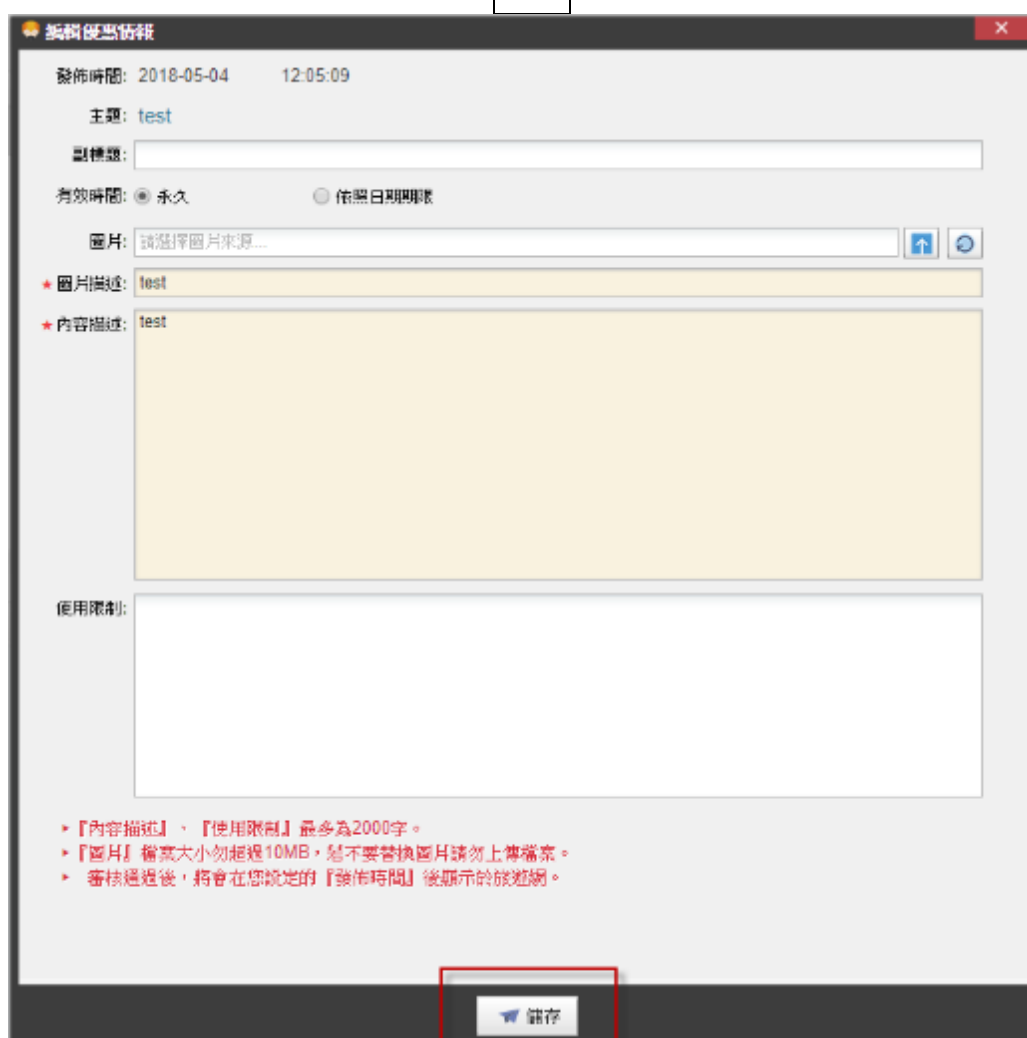 編輯優惠情報
發佈時間: 2018-05-04 12:05:09
主題: test
副標題:
有效時間: 永久 依照日期期限
圖片: 請選擇圖片來源...
★圖片描述: test
★內容描述: test
使用限制:
▸『內容描述』、『使用限制』最多為2000字。
▸『圖片』檔案大小勿超過10MB，若不要替換圖片請勿上傳檔案。
▸ 審核通過後，將會在您設定的『發佈時間』後顯示於旅遊網。
儲存